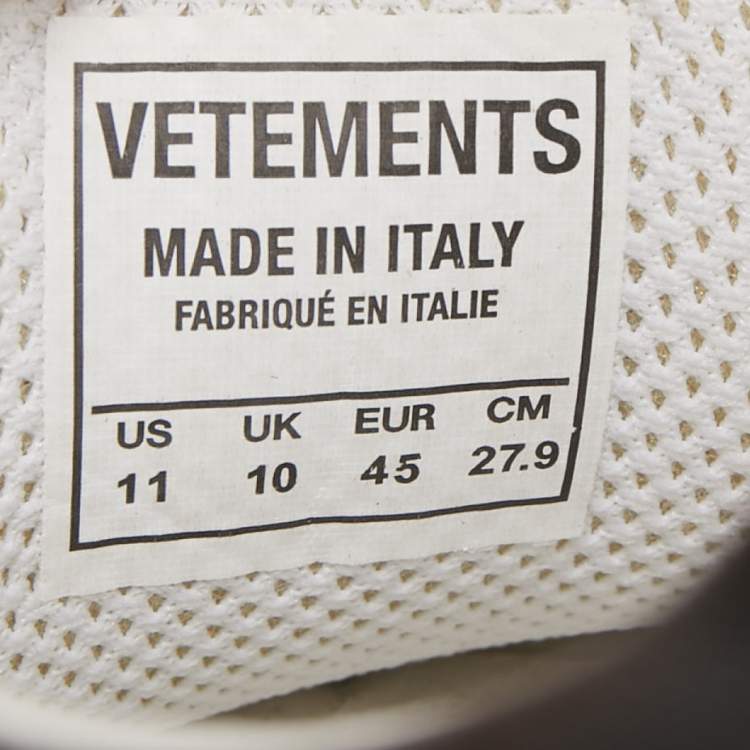 VETEMENTS
MADE IN ITALY
FABRIQUÉ EN ITALIE
US UK EUR CM
11 10 45 27.9